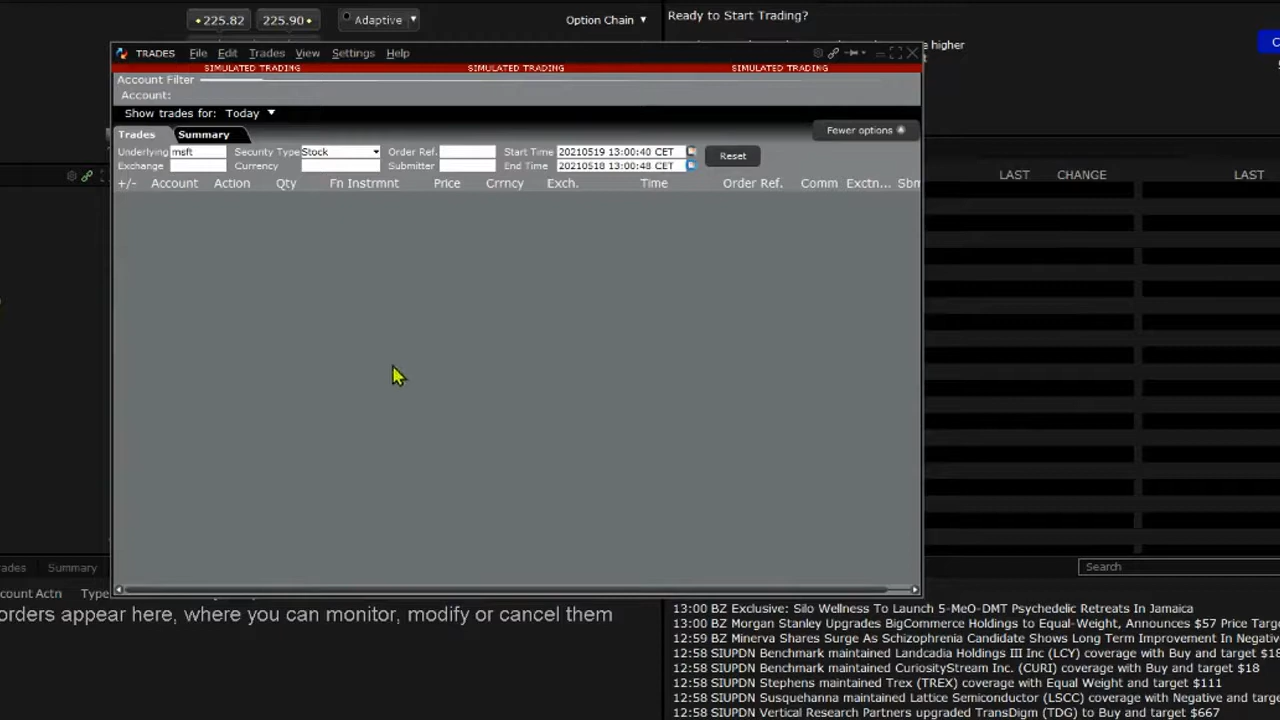 225.82 225.90 Adaptive Option Chain
Ready to Start Trading?
e higher
TRADES File Edit Trades View Settings Help
SIMULATED TRADING SIMULATED TRADING SIMULATED TRADING
Account Filter
Account:
Show trades for: Today
Trades Summary
Fewer options
Underlying msft Security Type Stock Order Ref. Start Time 20210519 13:00:40 CET Reset
Exchange Currency Submitter End Time 20210518 13:00:48 CET
+/- Account Action Qty Fn Instrmnt Price Crrncy Exch. Time Order Ref. Comm Exctn... Sbm
LAST CHANGE LAST
ades Summary
Search
count Actn Type
orders appear here, where you can monitor, modify or cancel them
13:00 BZ Exclusive: Silo Wellness To Launch 5-MeO-DMT Psychedelic Retreats In Jamaica
13:00 BZ Morgan Stanley Upgrades BigCommerce Holdings to Equal-Weight, Announces $57 Price Targe
12:59 BZ Minerva Shares Surge As Schizophrenia Candidate Shows Long Term Improvement In Negativ
12:58 SIUPDN Benchmark maintained Landcadia Holdings III Inc (LCY) coverage with Buy and target $18
12:58 SIUPDN Benchmark maintained CuriosityStream Inc. (CURI) coverage with Buy and target $18
12:58 SIUPDN Stephens maintained Trex (TREX) coverage with Equal Weight and target $111
12:58 SIUPDN Susquehanna maintained Lattice Semiconductor (LSCC) coverage with Negative and targe
12:58 SIUPDN Vertical Research Partners upgraded TransDigm (TDG) to Buy and target $667